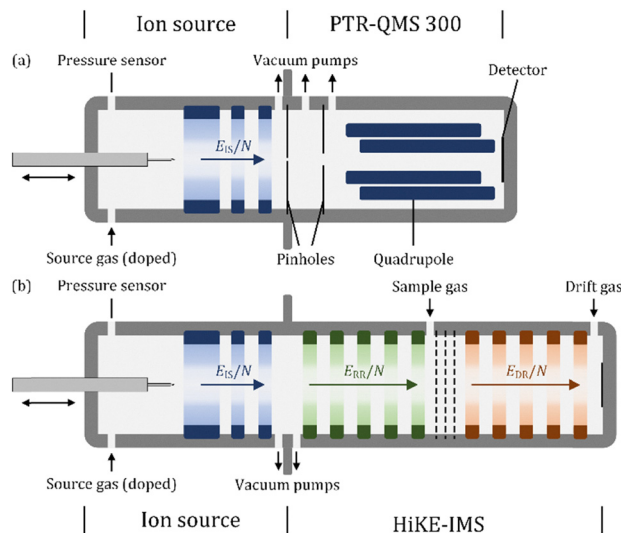 Ion source
PTR-QMS 300
(a)
Pressure sensor
Vacuum pumps
Detector
E_IS/N
Source gas (doped)
Pinholes
Quadrupole
(b)
Pressure sensor
Sample gas
Drift gas
E_IS/N
E_RR/N
E_DR/N
Source gas (doped)
Vacuum pumps
Ion source
HiKE-IMS